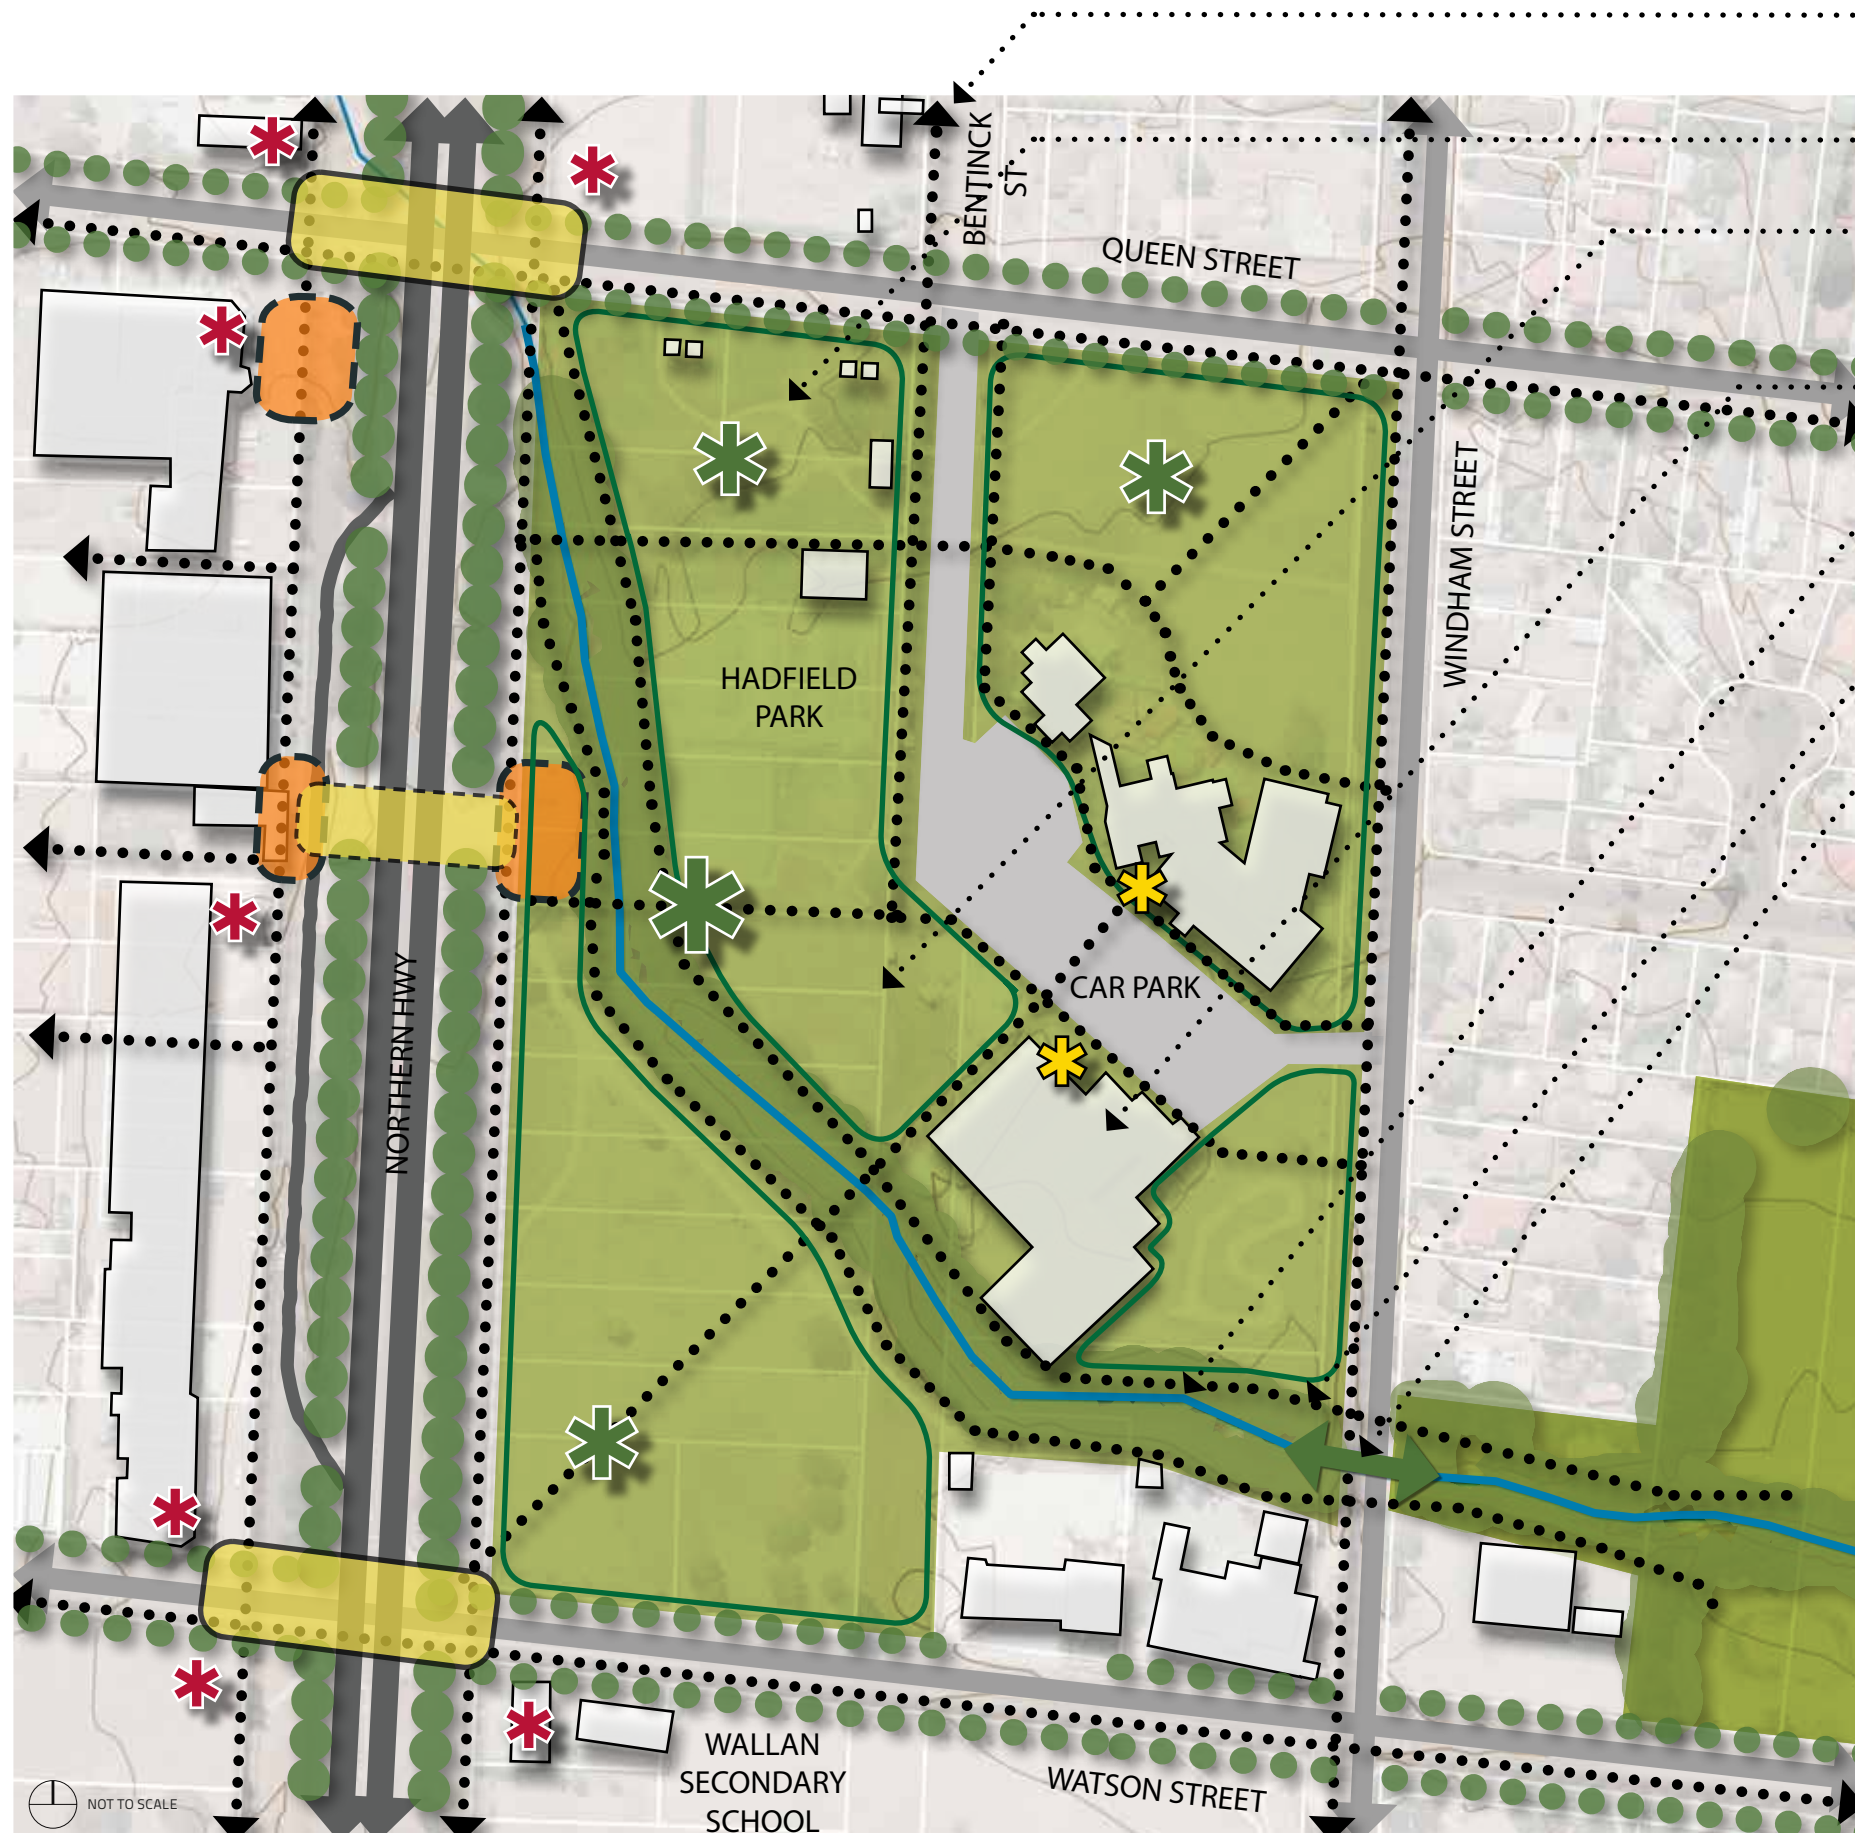 BENTINCK
ST
QUEEN STREET
WINDHAM STREET
HADFIELD
PARK
CAR PARK
NORTHERN HWY
WALLAN
SECONDARY
SCHOOL
WATSON STREET
NOT TO SCALE